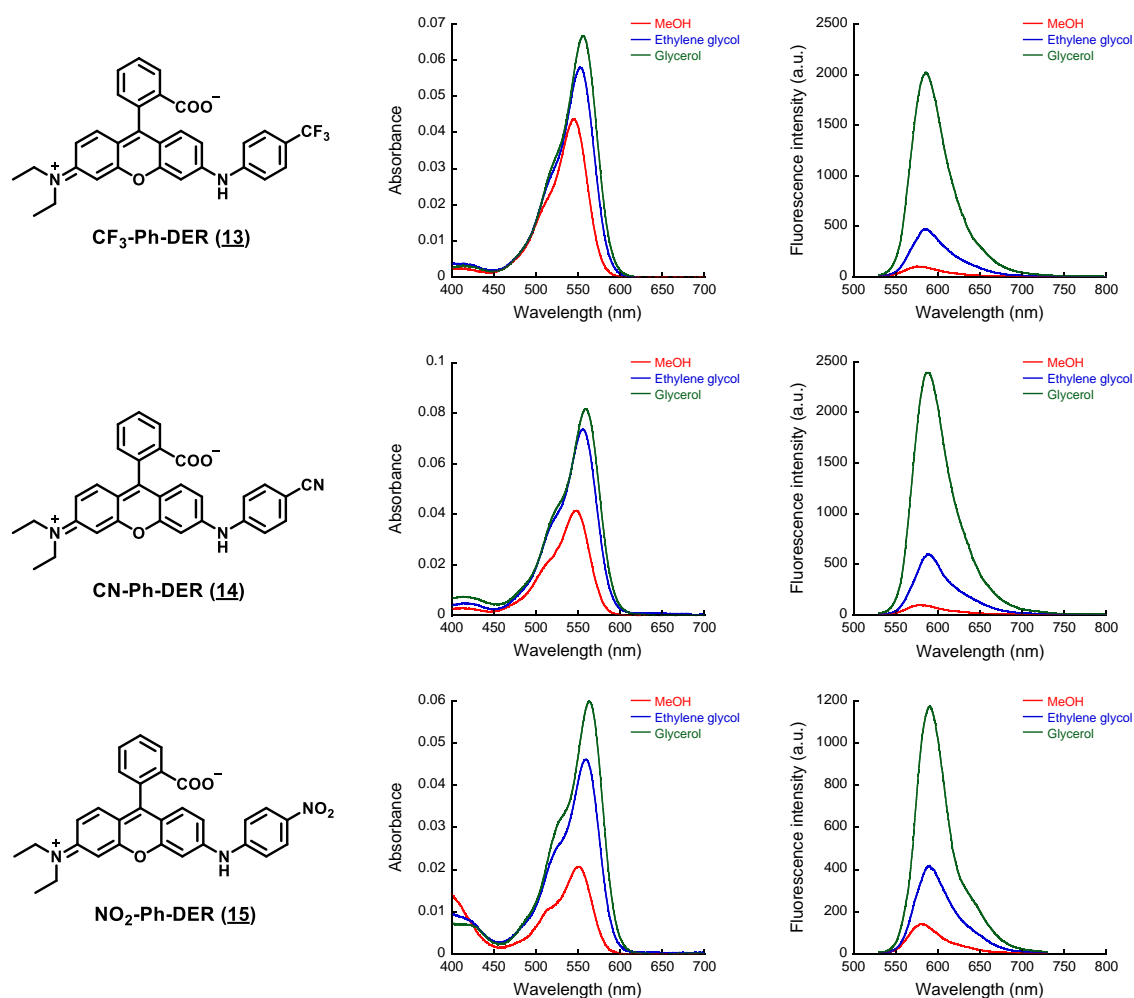 COO−
CF3
N+
O
N
H
CF3-Ph-DER (13)
Absorbance
0.07
0.06
0.05
0.04
0.03
0.02
0.01
0
400 450 500 550 600 650 700
Wavelength (nm)
MeOH
Ethylene glycol
Glycerol
Fluorescence intensity (a.u.)
2500
2000
1500
1000
500
0
500 550 600 650 700 750 800
Wavelength (nm)
MeOH
Ethylene glycol
Glycerol
COO−
CN
N+
O
N
H
CN-Ph-DER (14)
Absorbance
0.1
0.08
0.06
0.04
0.02
0
400 450 500 550 600 650 700
Wavelength (nm)
MeOH
Ethylene glycol
Glycerol
Fluorescence intensity (a.u.)
2500
2000
1500
1000
500
0
500 550 600 650 700 750 800
Wavelength (nm)
MeOH
Ethylene glycol
Glycerol
COO−
NO2
N+
O
N
H
NO2-Ph-DER (15)
Absorbance
0.06
0.05
0.04
0.03
0.02
0.01
0
400 450 500 550 600 650 700
Wavelength (nm)
MeOH
Ethylene glycol
Glycerol
Fluorescence intensity (a.u.)
1200
1000
800
600
400
200
0
500 550 600 650 700 750 800
Wavelength (nm)
MeOH
Ethylene glycol
Glycerol